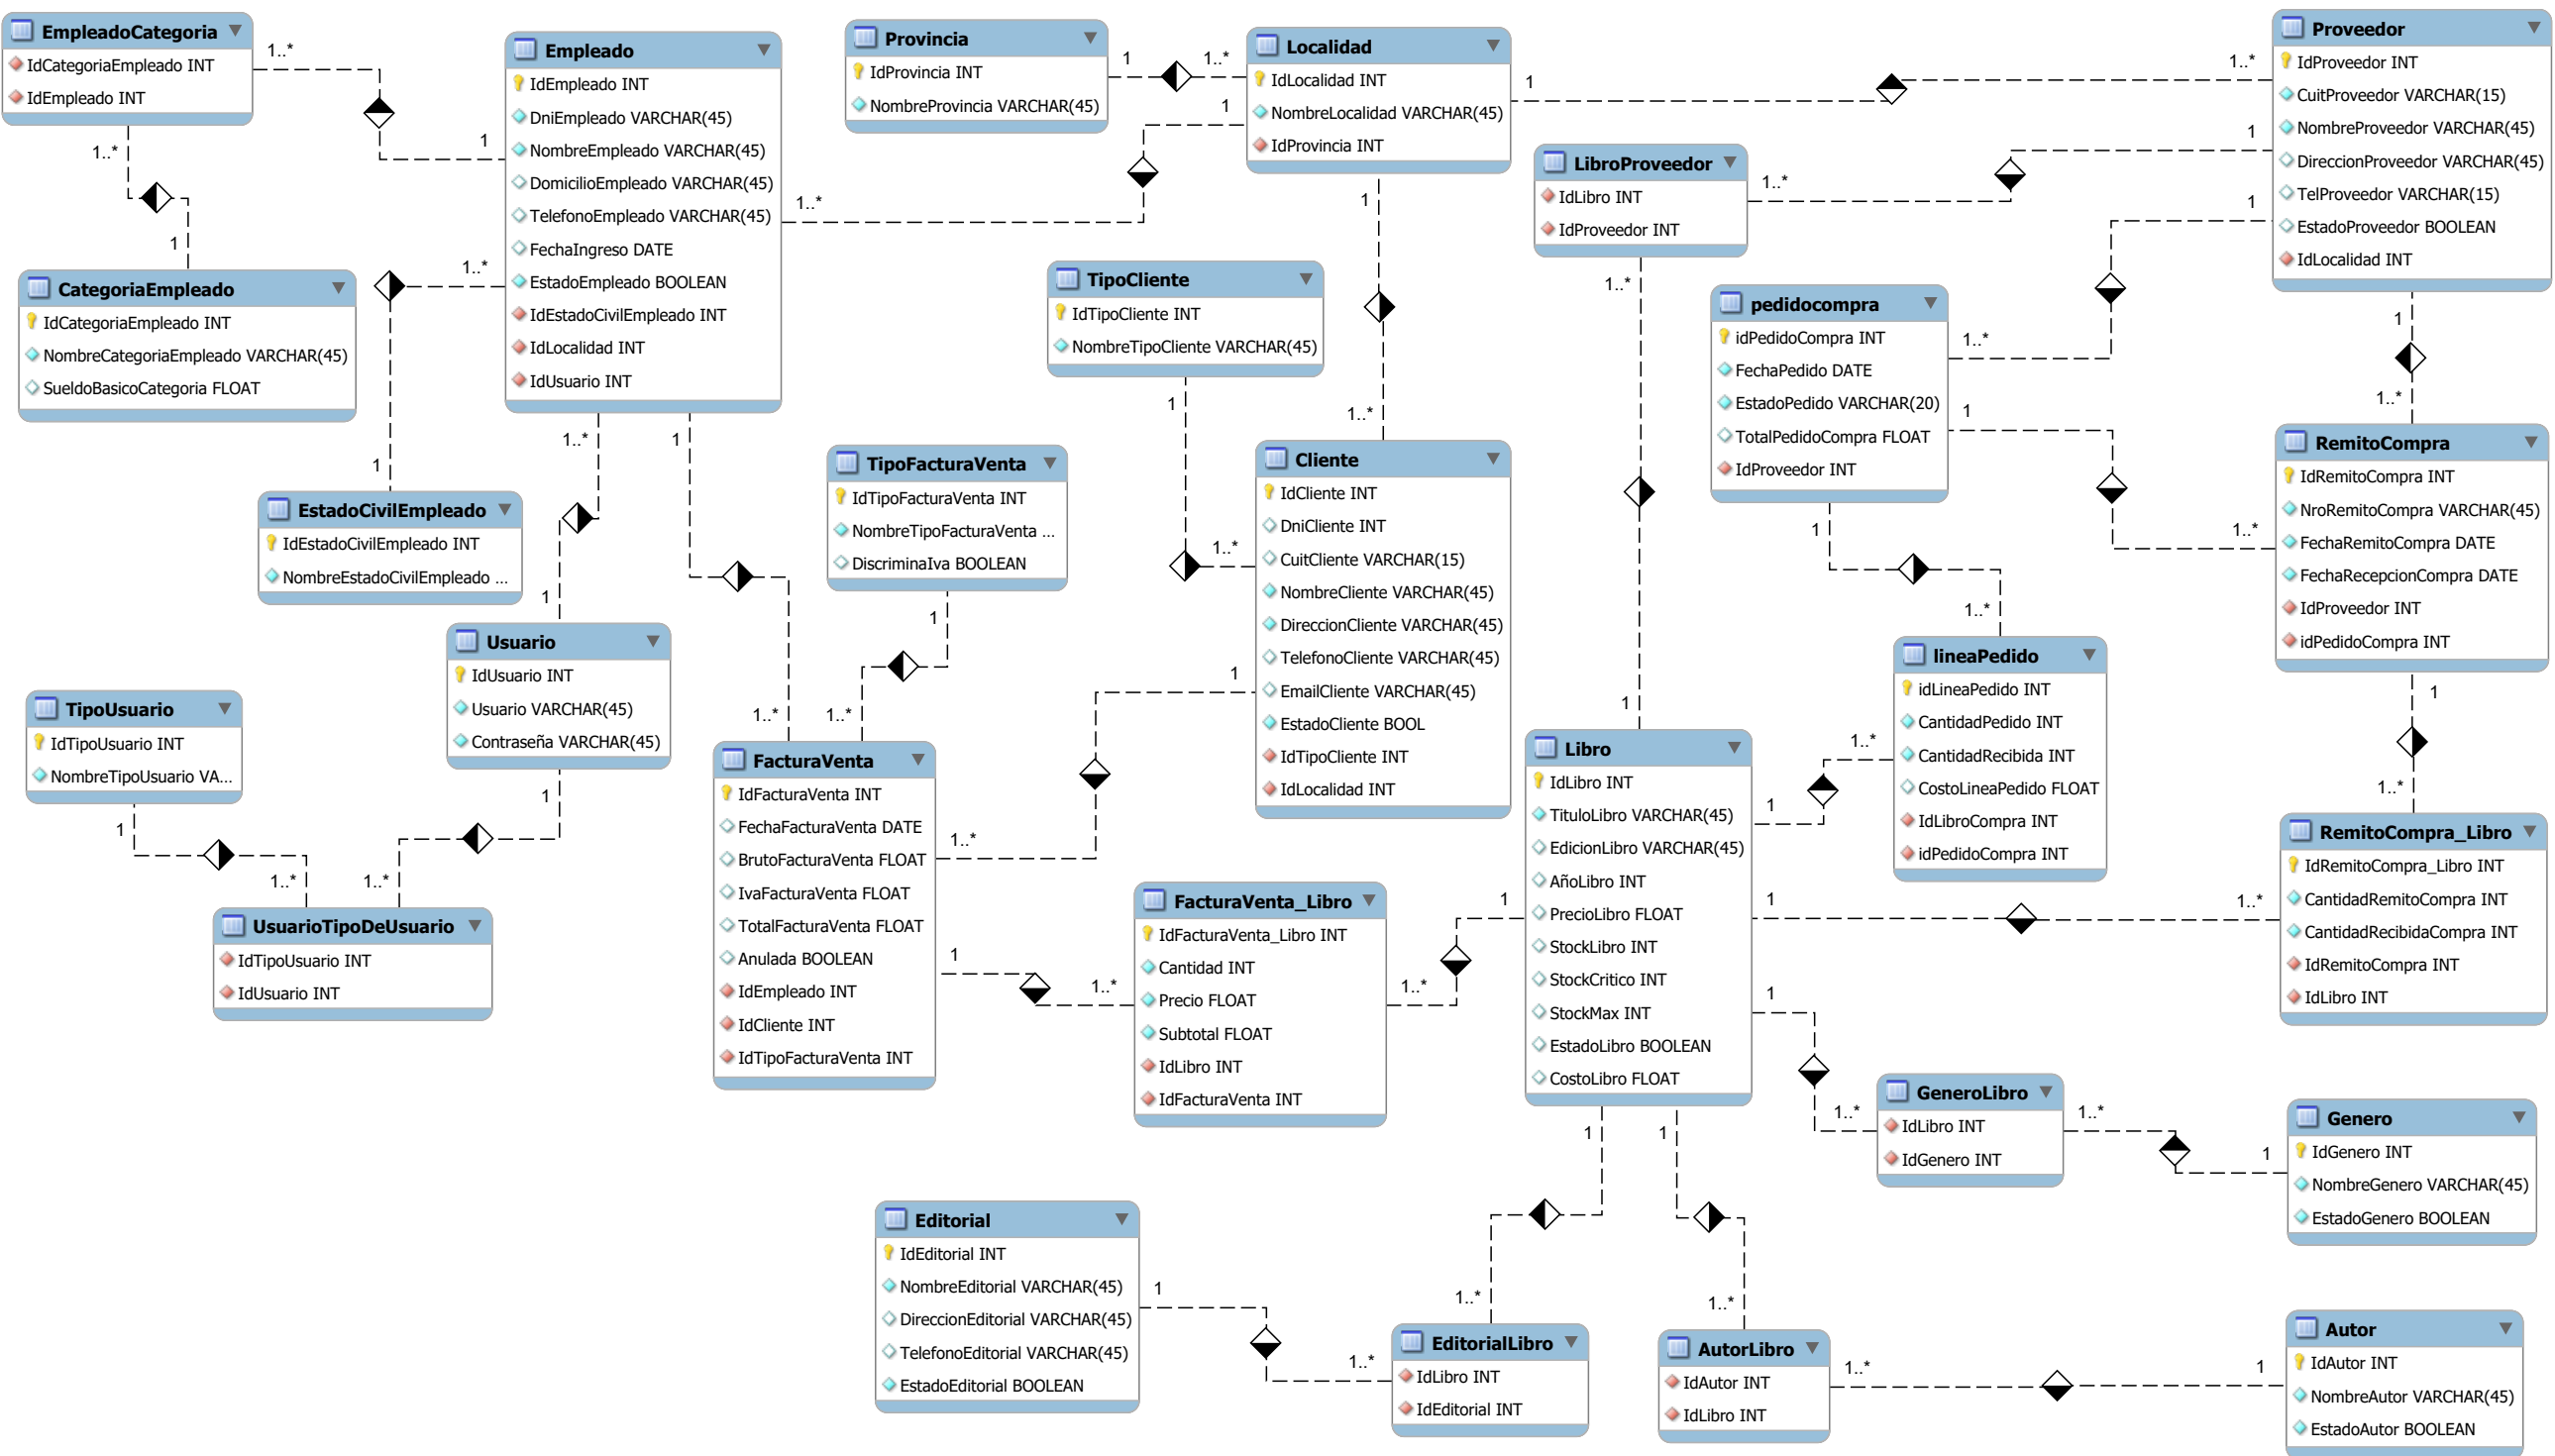 EmpleadoCategoria
IdCategoriaEmpleado INT
IdEmpleado INT
1..*
1..*
1
1
CategoriaEmpleado
IdCategoriaEmpleado INT
NombreCategoriaEmpleado VARCHAR(45)
SueldoBasicoCategoria FLOAT
Empleado
IdEmpleado INT
DniEmpleado VARCHAR(45)
NombreEmpleado VARCHAR(45)
DomicilioEmpleado VARCHAR(45)
TelefonoEmpleado VARCHAR(45)
FechaIngreso DATE
EstadoEmpleado BOOLEAN
IdEstadoCivilEmpleado INT
IdLocalidad INT
IdUsuario INT
1..*
1..*
1
1..*
1
EstadoCivilEmpleado
IdEstadoCivilEmpleado INT
NombreEstadoCivilEmpleado ...
Provincia
IdProvincia INT
NombreProvincia VARCHAR(45)
1
1..*
1
Localidad
IdLocalidad INT
NombreLocalidad VARCHAR(45)
IdProvincia INT
1
1
1..*
Proveedor
IdProveedor INT
CuitProveedor VARCHAR(15)
NombreProveedor VARCHAR(45)
DireccionProveedor VARCHAR(45)
TelProveedor VARCHAR(15)
EstadoProveedor BOOLEAN
IdLocalidad INT
1..*
1
1
1
1..*
LibroProveedor
IdLibro INT
IdProveedor INT
1..*
1..*
1
TipoCliente
IdTipoCliente INT
NombreTipoCliente VARCHAR(45)
1
1..*
pedidocompra
idPedidoCompra INT
FechaPedido DATE
EstadoPedido VARCHAR(20)
TotalPedidoCompra FLOAT
IdProveedor INT
1..*
1
1
1..*
1..*
RemitoCompra
IdRemitoCompra INT
NroRemitoCompra VARCHAR(45)
FechaRemitoCompra DATE
FechaRecepcionCompra DATE
IdProveedor INT
idPedidoCompra INT
1
1..*
TipoFacturaVenta
IdTipoFacturaVenta INT
NombreTipoFacturaVenta ...
DiscriminaIva BOOLEAN
1
1..*
1..*
Cliente
IdCliente INT
DniCliente INT
CuitCliente VARCHAR(15)
NombreCliente VARCHAR(45)
DireccionCliente VARCHAR(45)
TelefonoCliente VARCHAR(45)
EmailCliente VARCHAR(45)
EstadoCliente BOOL
IdTipoCliente INT
IdLocalidad INT
1
1..*
1
Usuario
IdUsuario INT
Usuario VARCHAR(45)
Contraseña VARCHAR(45)
1
1..*
TipoUsuario
IdTipoUsuario INT
NombreTipoUsuario VA...
1
1..*
UsuarioTipoDeUsuario
IdTipoUsuario INT
IdUsuario INT
FacturaVenta
IdFacturaVenta INT
FechaFacturaVenta DATE
BrutoFacturaVenta FLOAT
IvaFacturaVenta FLOAT
TotalFacturaVenta FLOAT
Anulada BOOLEAN
IdEmpleado INT
IdCliente INT
IdTipoFacturaVenta INT
1
1..*
FacturaVenta_Libro
IdFacturaVenta_Libro INT
Cantidad INT
Precio FLOAT
Subtotal FLOAT
IdLibro INT
IdFacturaVenta INT
1..*
1
Libro
IdLibro INT
TituloLibro VARCHAR(45)
EdicionLibro VARCHAR(45)
AñoLibro INT
PrecioLibro FLOAT
StockLibro INT
StockCritico INT
StockMax INT
EstadoLibro BOOLEAN
CostoLibro FLOAT
1
1..*
1
1..*
1
1..*
1
1
lineaPedido
idLineaPedido INT
CantidadPedido INT
CantidadRecibida INT
CostoLineaPedido FLOAT
IdLibroCompra INT
idPedidoCompra INT
RemitoCompra_Libro
IdRemitoCompra_Libro INT
CantidadRemitoCompra INT
CantidadRecibidaCompra INT
IdRemitoCompra INT
IdLibro INT
GeneroLibro
IdLibro INT
IdGenero INT
1..*
1
Genero
IdGenero INT
NombreGenero VARCHAR(45)
EstadoGenero BOOLEAN
Editorial
IdEditorial INT
NombreEditorial VARCHAR(45)
DireccionEditorial VARCHAR(45)
TelefonoEditorial VARCHAR(45)
EstadoEditorial BOOLEAN
1
1..*
1..*
EditorialLibro
IdLibro INT
IdEditorial INT
1..*
AutorLibro
IdAutor INT
IdLibro INT
1..*
1
Autor
IdAutor INT
NombreAutor VARCHAR(45)
EstadoAutor BOOLEAN